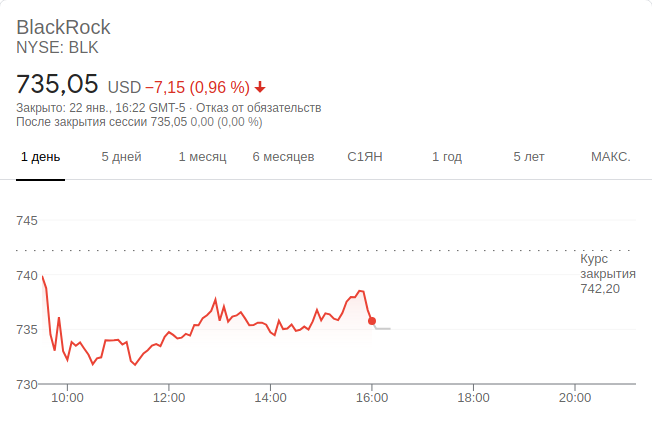 BlackRock
NYSE: BLK
735,05 USD −7,15 (0,96 %)
Закрыто: 22 янв., 16:22 GMT-5 · Отказ от обязательств
После закрытия сессии 735,05 0,00 (0,00 %)
1 день 5 дней 1 месяц 6 месяцев С1ЯН 1 год 5 лет МАКС.
745
Курс
закрытия
742,20
740
735
730
10:00 12:00 14:00 16:00 18:00 20:00